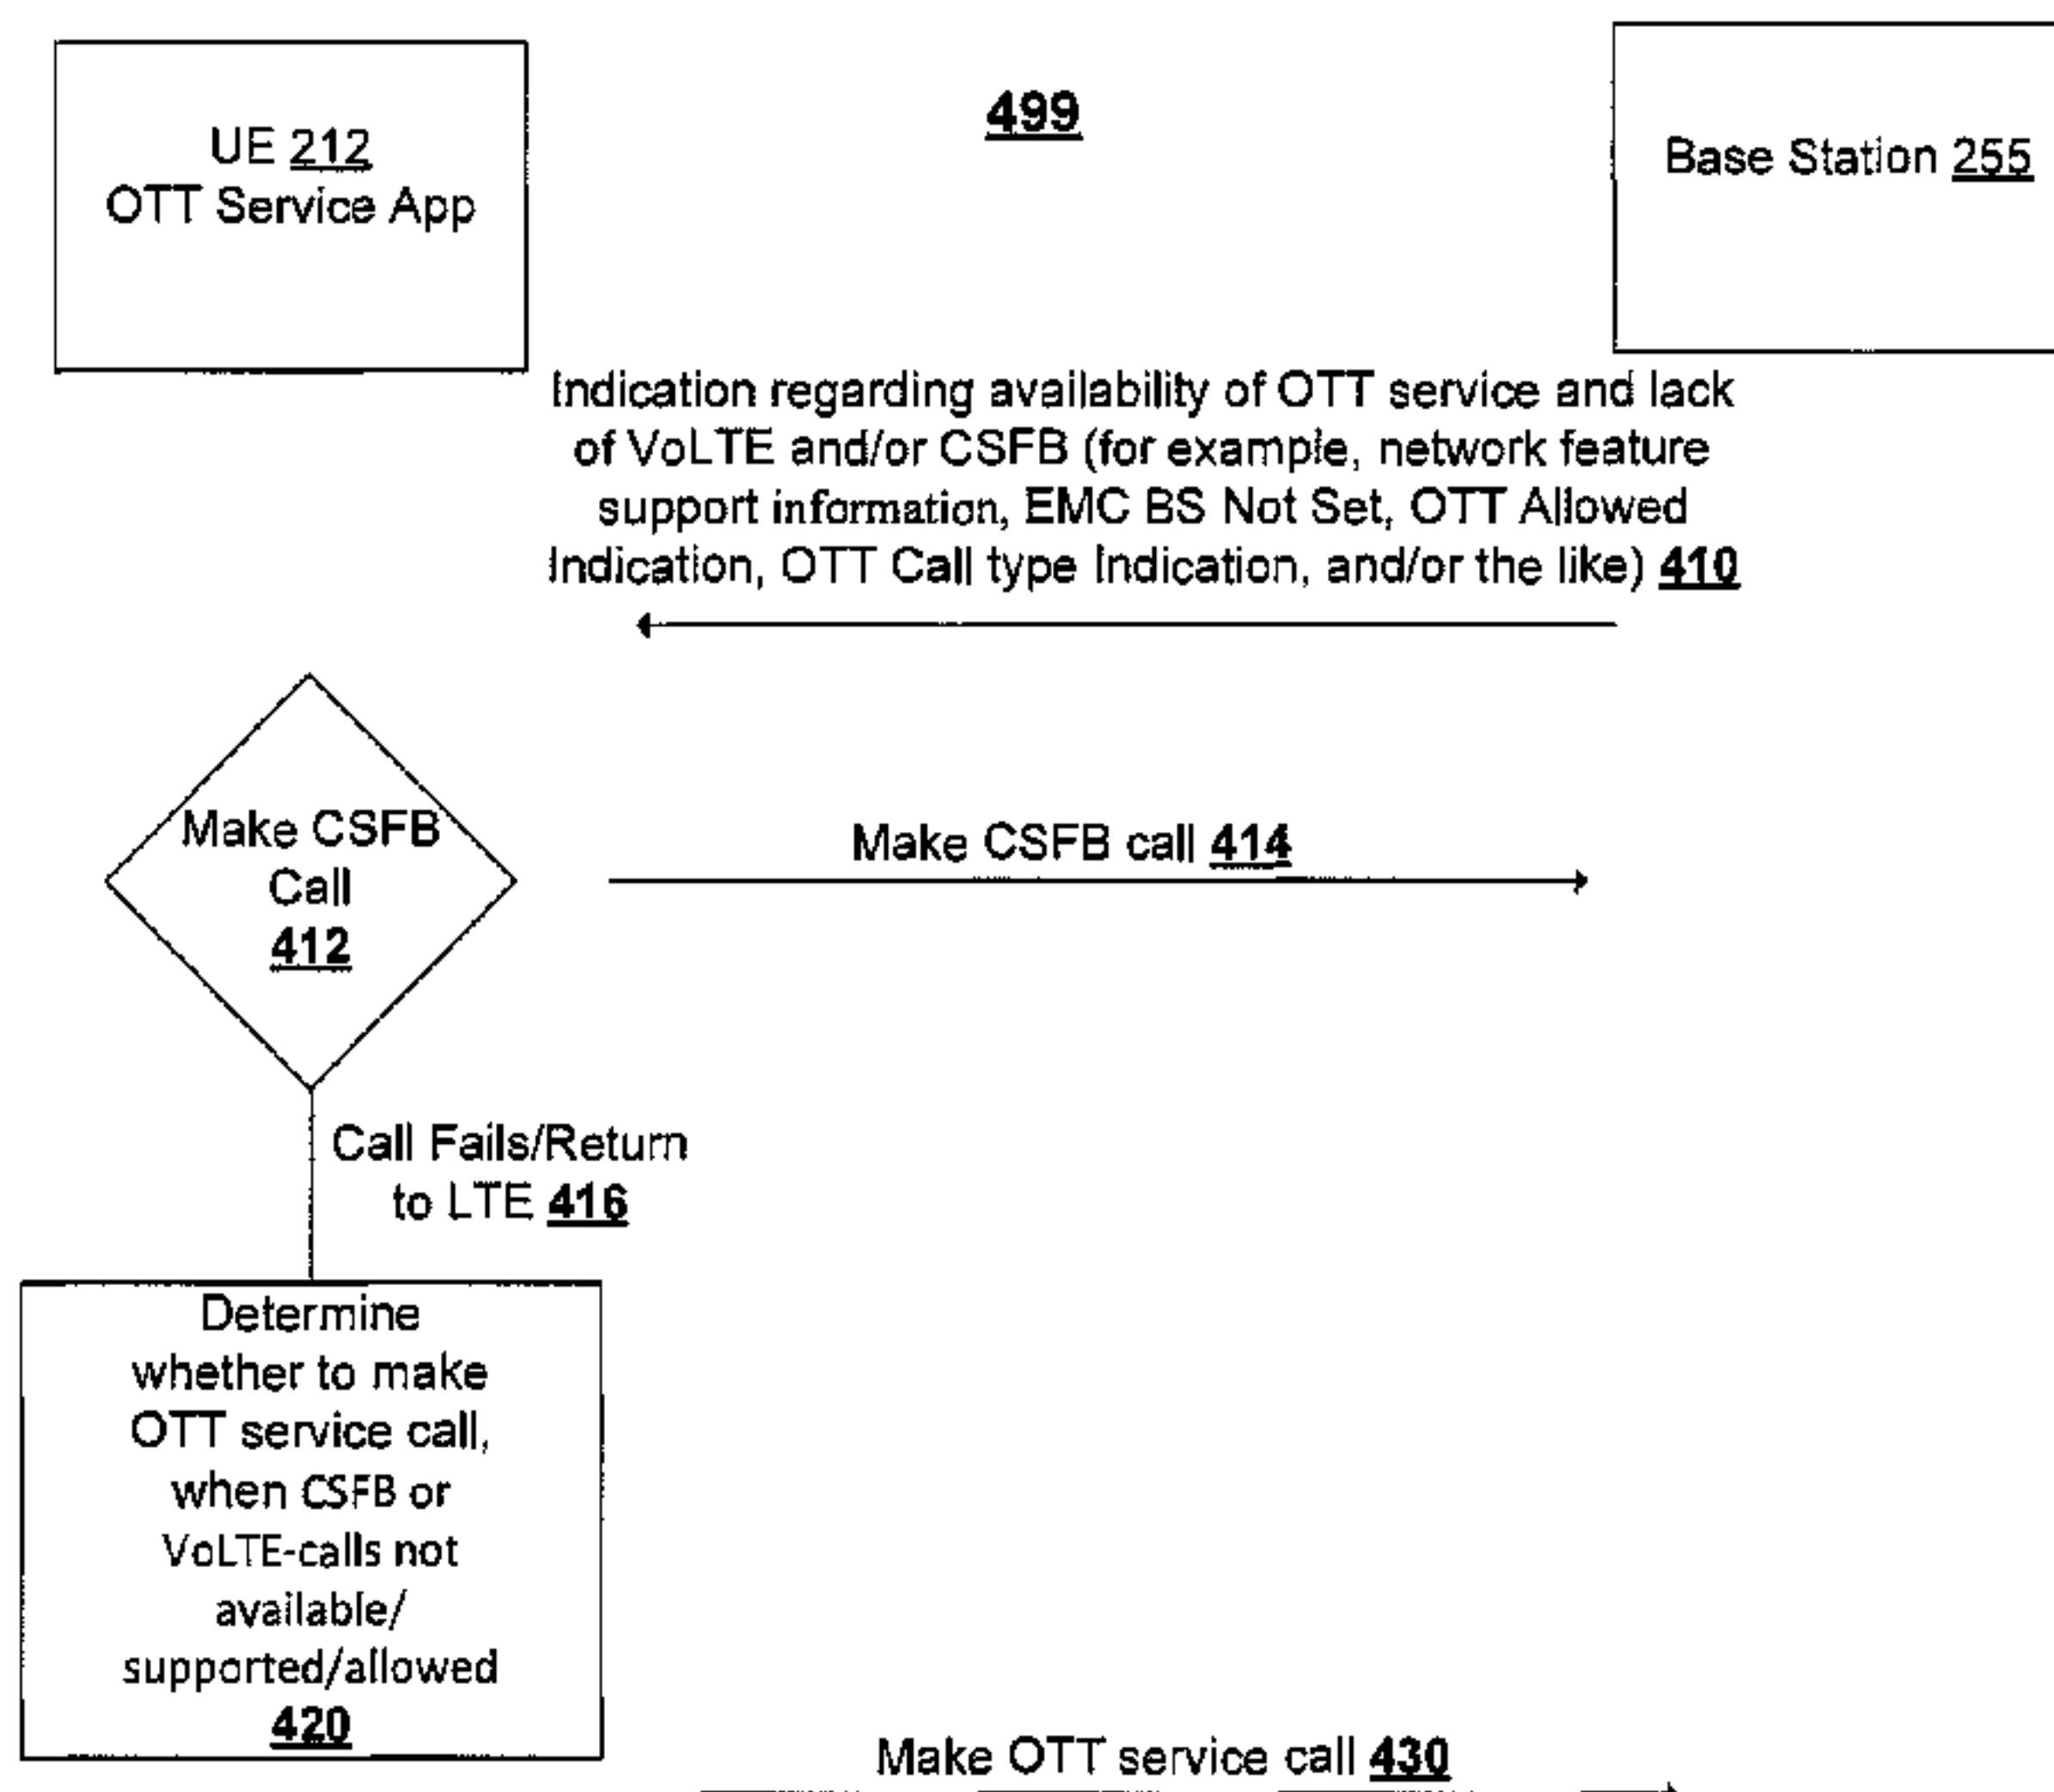 UE 212
OTT Service App
499
Base Station 255
Indication regarding availability of OTT service and lack
of VoLTE and/or CSFB (for example, network feature
support information, EMC BS Not Set, OTT Allowed
Indication, OTT Call type Indication, and/or the like) 410
Make CSFB
Call
412
Make CSFB call 414
Call Fails/Return
to LTE 416
Determine
whether to make
OTT service call,
when CSFB or
VoLTE-calls not
available/
supported/allowed
420
Make OTT service call 430